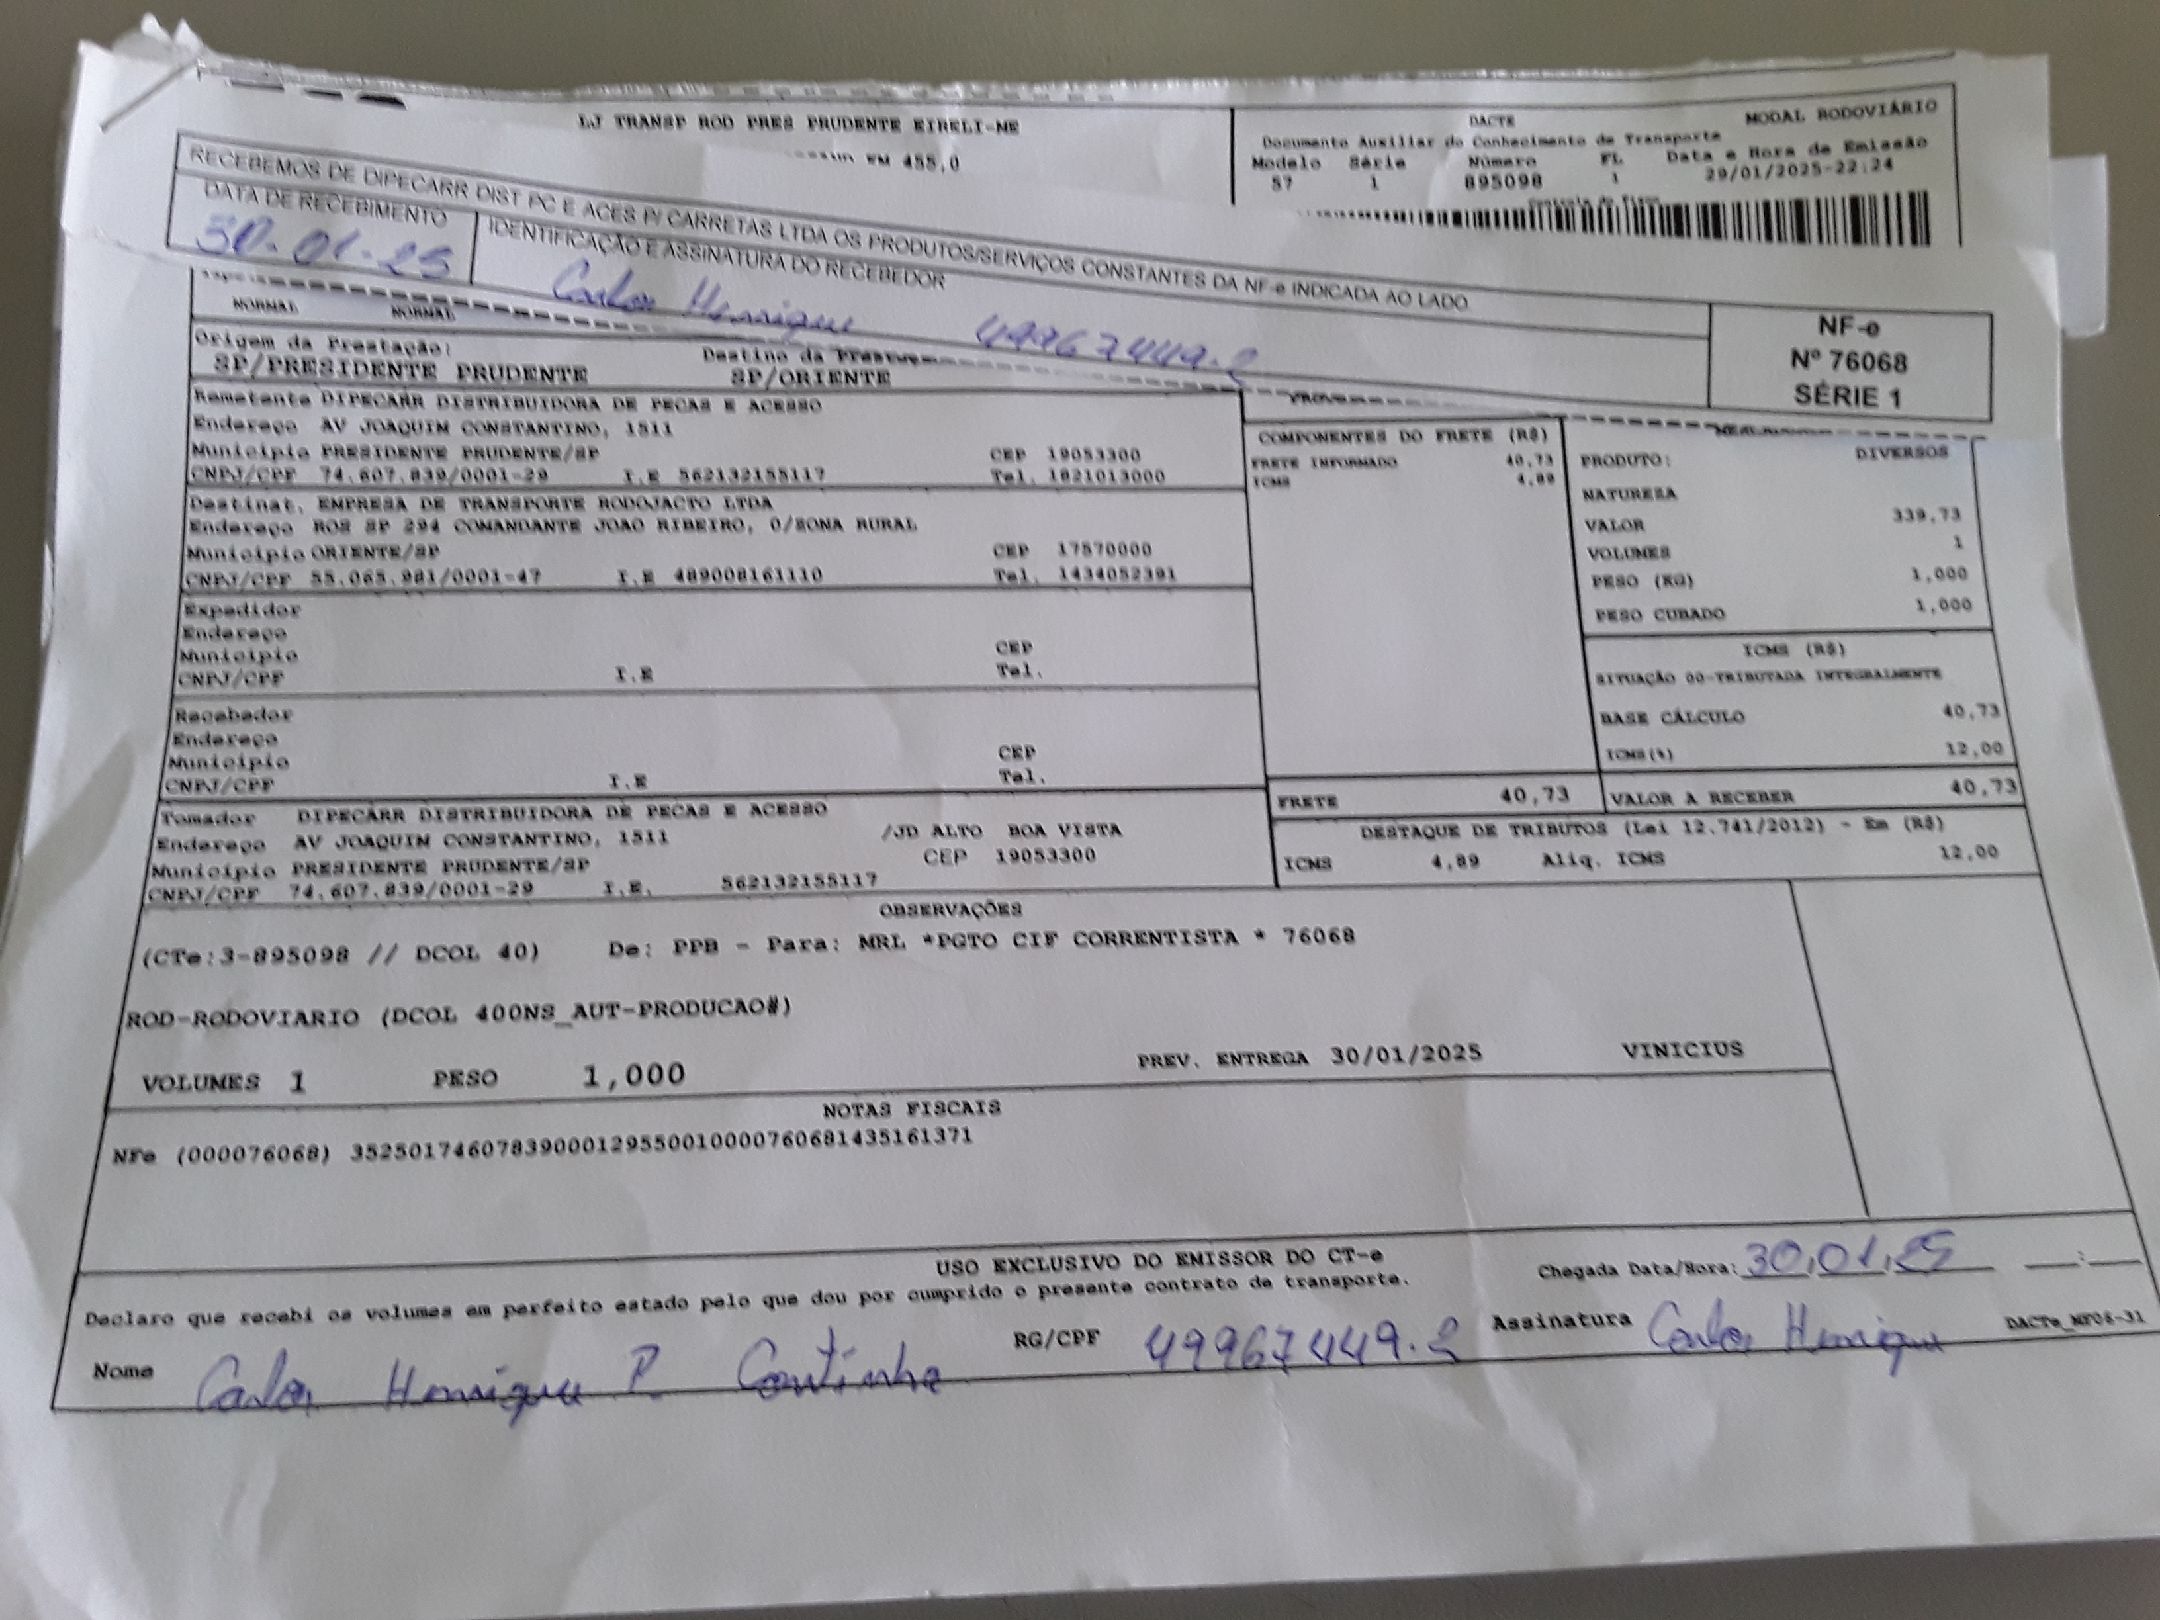 LJ TRANSP ROD PRES PRUDENTE EIRELI-ME
KM 455,0
DACTE
MODAL RODOVIÁRIO
Documento Auxiliar do Conhecimento de Transporte
Modelo Série Número FL Data e Hora de Emissão
57 1 895098 1 29/01/2025-22:24
RECEBEMOS DE DIPECARR DIST PC E ACES P/ CARRETAS LTDA OS PRODUTOS/SERVIÇOS CONSTANTES DA NF-e INDICADA AO LADO
DATA DE RECEBIMENTO
IDENTIFICAÇÃO E ASSINATURA DO RECEBEDOR
30-01-25
Carlos Henrique 49967449-2
NF-e
Nº 76068
SÉRIE 1
NORMAL NORMAL
Origem da Prestação:
SP/PRESIDENTE PRUDENTE
Destino da
SP/ORIENTE
Remetente DIPECARR DISTRIBUIDORA DE PECAS E ACESSO
Endereço AV JOAQUIM CONSTANTINO, 1511
Município PRESIDENTE PRUDENTE/SP CEP 19053300
CNPJ/CPF 74.607.839/0001-29 I.E 562132155117 Tel. 1821013000
Destinat. EMPRESA DE TRANSPORTE RODOJACTO LTDA
Endereço ROS SP 294 COMANDANTE JOAO RIBEIRO, 0/ZONA RURAL
Município ORIENTE/SP CEP 17570000
CNPJ/CPF 55.065.981/0001-47 I.E 489008161110 Tel. 1434052391
Expedidor
Endereço
Município CEP
CNPJ/CPF I.E Tel.
Recebedor
Endereço
Município CEP
CNPJ/CPF I.E Tel.
Tomador DIPECARR DISTRIBUIDORA DE PECAS E ACESSO
Endereço AV JOAQUIM CONSTANTINO, 1511 /JD ALTO BOA VISTA
Município PRESIDENTE PRUDENTE/SP CEP 19053300
CNPJ/CPF 74.607.839/0001-29 I.E. 562132155117
COMPONENTES DO FRETE (R$)
FRETE INFORMADO 40,73
ICMS 4,89
PRODUTO: DIVERSOS
NATUREZA
VALOR 339,73
VOLUMES 1
PESO (KG) 1,000
PESO CUBADO 1,000
ICMS (R$)
SITUAÇÃO 00-TRIBUTADA INTEGRALMENTE
BASE CÁLCULO 40,73
ICMS(%) 12,00
FRETE 40,73
VALOR A RECEBER 40,73
DESTAQUE DE TRIBUTOS (Lei 12.741/2012) - Em (R$)
ICMS 4,89 Aliq. ICMS 12,00
OBSERVAÇÕES
(CTe:3-895098 // DCOL 40) De: PPB - Para: MRL *PGTO CIF CORRENTISTA * 76068
ROD-RODOVIARIO (DCOL 400NS_AUT-PRODUCAO#)
VOLUMES 1 PESO 1,000 PREV. ENTREGA 30/01/2025 VINICIUS
NOTAS FISCAIS
NFe (000076068) 35250174607839000129550010000760681435161371
USO EXCLUSIVO DO EMISSOR DO CT-e
Declaro que recebi os volumes em perfeito estado pelo que dou por cumprido o presente contrato de transporte.
Chegada Data/Hora: 30,01,25 __:__
Nome Carlos Henrique P. Coutinho RG/CPF 49967449-2 Assinatura Carlos Henrique
DACTe_MF06-31